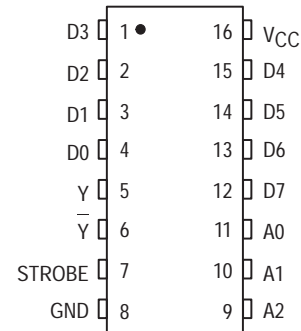 D3 1 16 VCC
D2 2 15 D4
D1 3 14 D5
D0 4 13 D6
Y 5 12 D7
Y̅ 6 11 A0
STROBE 7 10 A1
GND 8 9 A2